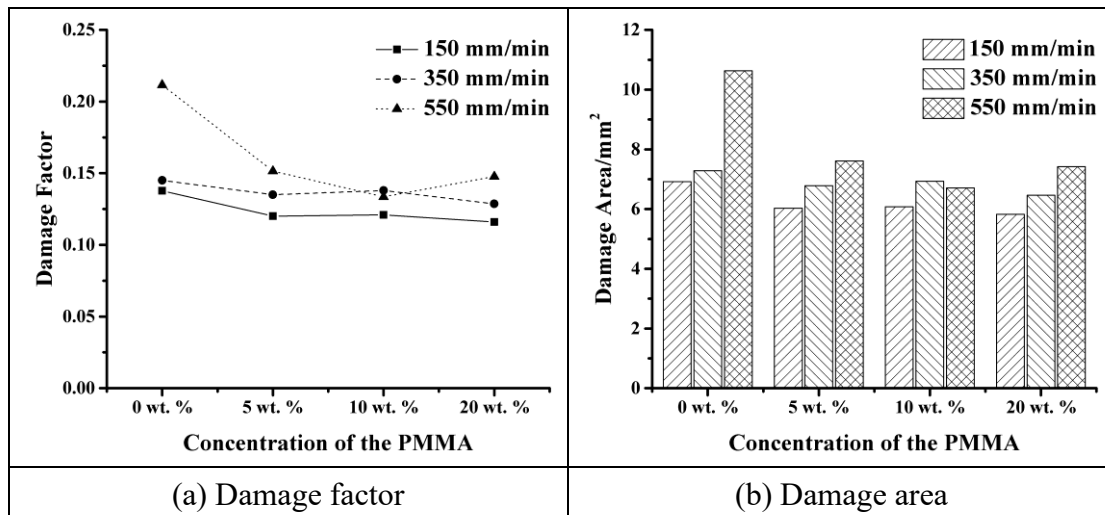 0.25
0.20
0.15
0.10
0.05
0.00
Damage Factor
150 mm/min
350 mm/min
550 mm/min
0 wt. % 5 wt. % 10 wt. % 20 wt. %
Concentration of the PMMA
12
10
8
6
4
2
0
Damage Area/mm²
150 mm/min
350 mm/min
550 mm/min
0 wt. % 5 wt. % 10 wt. % 20 wt. %
Concentration of the PMMA
(a) Damage factor
(b) Damage area